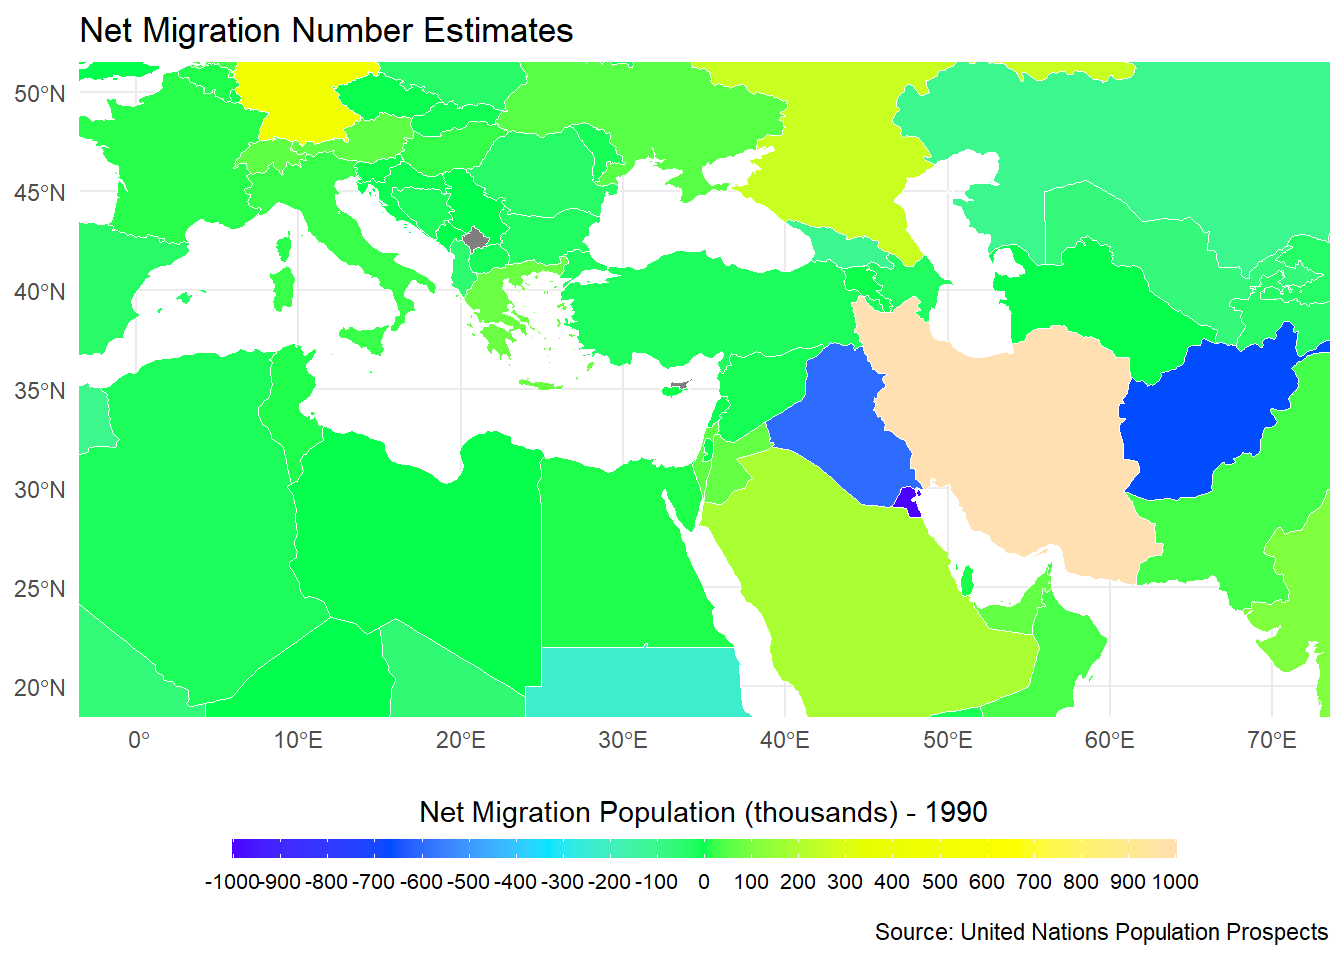 Net Migration Number Estimates
50°N
45°N
40°N
35°N
30°N
25°N
20°N
0° 10°E 20°E 30°E 40°E 50°E 60°E 70°E
Net Migration Population (thousands) - 1990
-1000 -900 -800 -700 -600 -500 -400 -300 -200 -100 0 100 200 300 400 500 600 700 800 900 1000
Source: United Nations Population Prospects